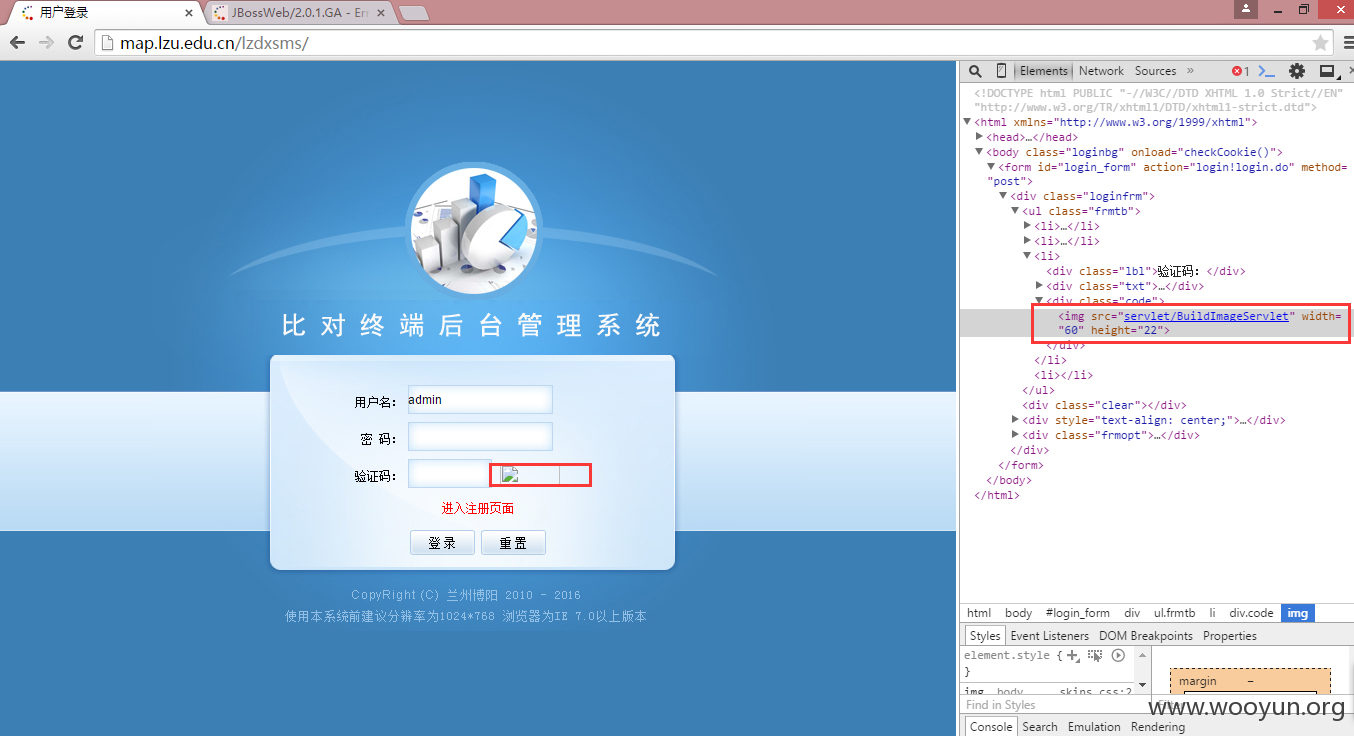 用户登录
JBossWeb/2.0.1.GA - Err
map.lzu.edu.cn/lzdxsms/
比对终端后台管理系统
用户名: admin
密 码:
验证码:
进入注册页面
登 录 重 置
CopyRight (C) 兰州博阳 2010 - 2016
使用本系统前建议分辨率为1024*768 浏览器为IE 7.0以上版本
Elements Network Sources » 1
<!DOCTYPE html PUBLIC "-//W3C//DTD XHTML 1.0 Strict//EN"
"http://www.w3.org/TR/xhtml1/DTD/xhtml1-strict.dtd">
<html xmlns="http://www.w3.org/1999/xhtml">
<head>…</head>
<body class="loginbg" onload="checkCookie()">
<form id="login_form" action="login!login.do" method=
"post">
<div class="loginfrm">
<ul class="frmtb">
<li>…</li>
<li>…</li>
<li>
<div class="lbl">验证码: </div>
<div class="txt">…</div>
<div class="code">
<img src="servlet/BuildImageServlet" width=
"60" height="22">
</div>
</li>
<li></li>
</ul>
<div class="clear"></div>
<div style="text-align: center;">…</div>
<div class="frmopt">…</div>
</div>
</form>
</body>
</html>
html body #login_form div ul.frmtb li div.code img
Styles Event Listeners DOM Breakpoints Properties
element.style {
}
img, body, skins.css:2
margin –
Find in Styles
www.wooyun.org
Console Search Emulation Rendering